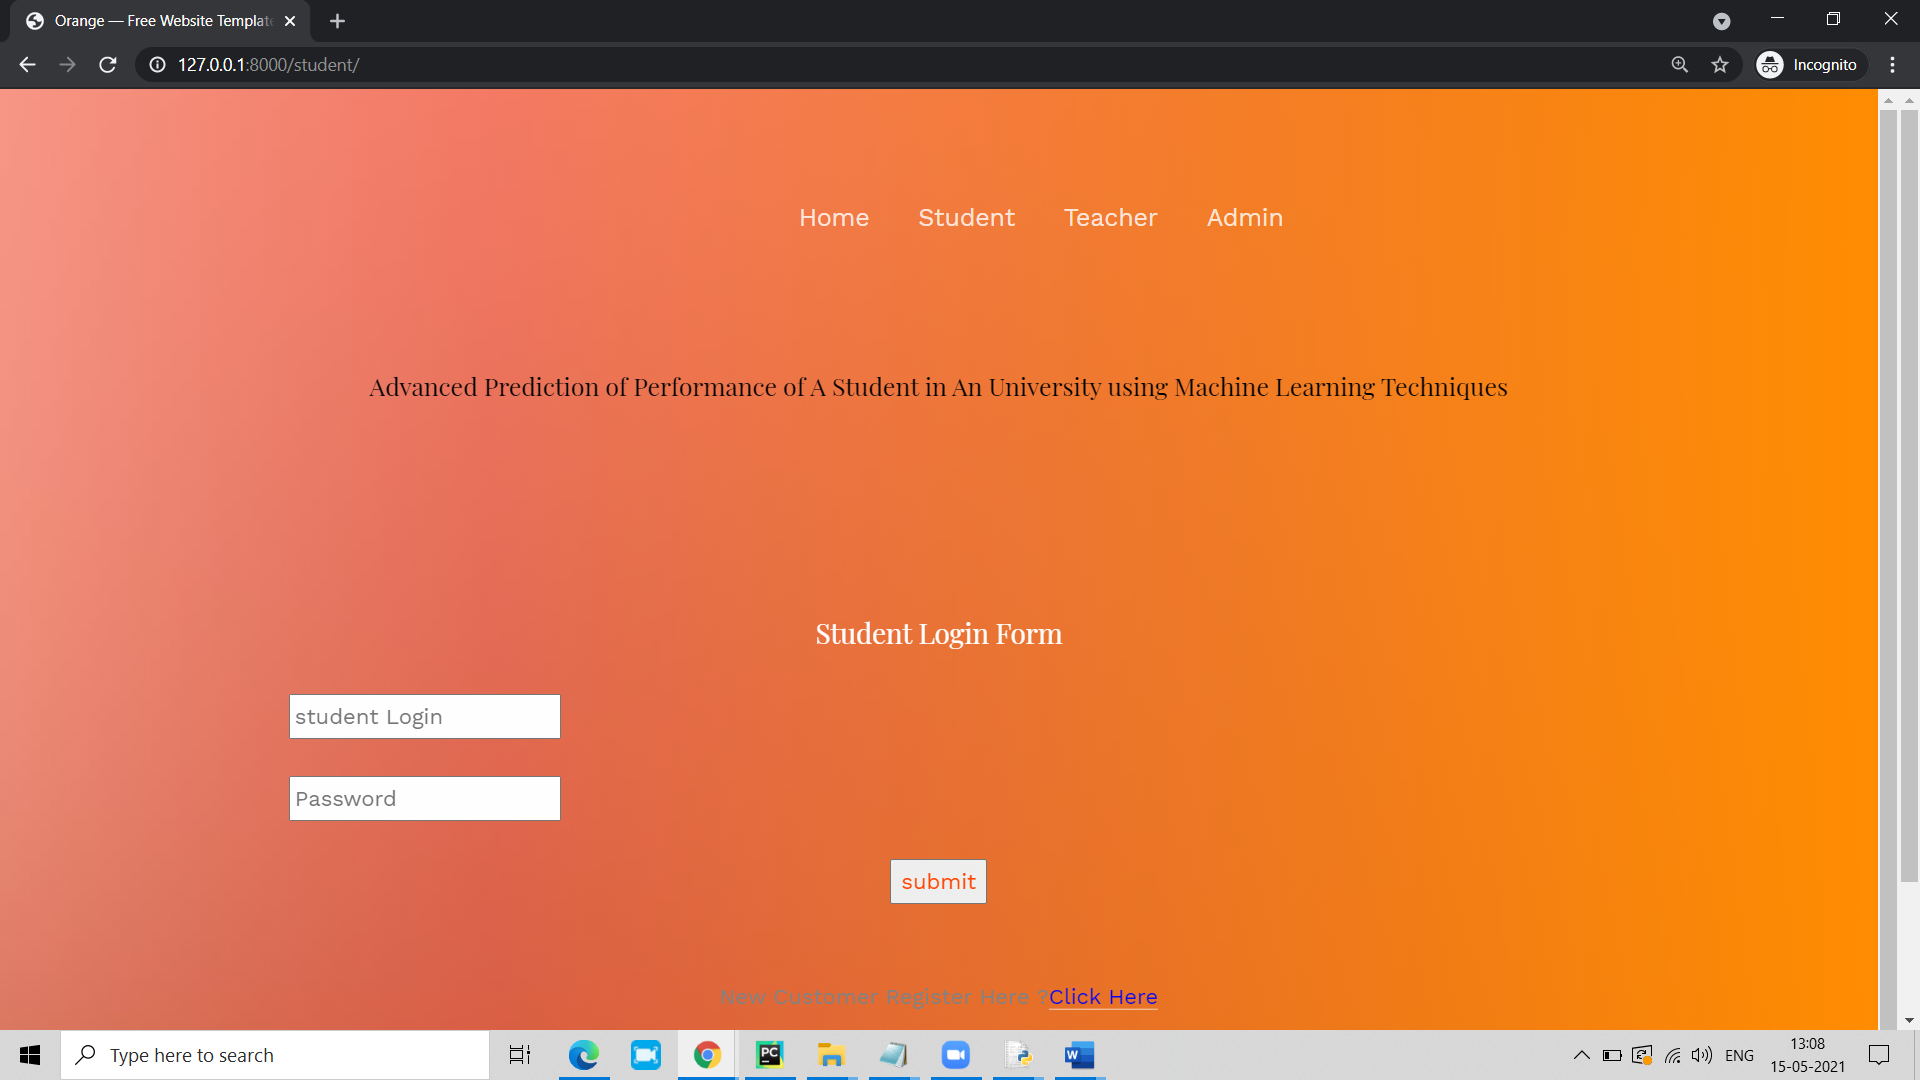 Orange — Free Website Templat
127.0.0.1:8000/student/
Incognito
Home Student Teacher Admin
Advanced Prediction of Performance of A Student in An University using Machine Learning Techniques
Student Login Form
student Login
Password
submit
New Customer Register Here ?Click Here
Type here to search
PC
W
ENG
13:08
15-05-2021